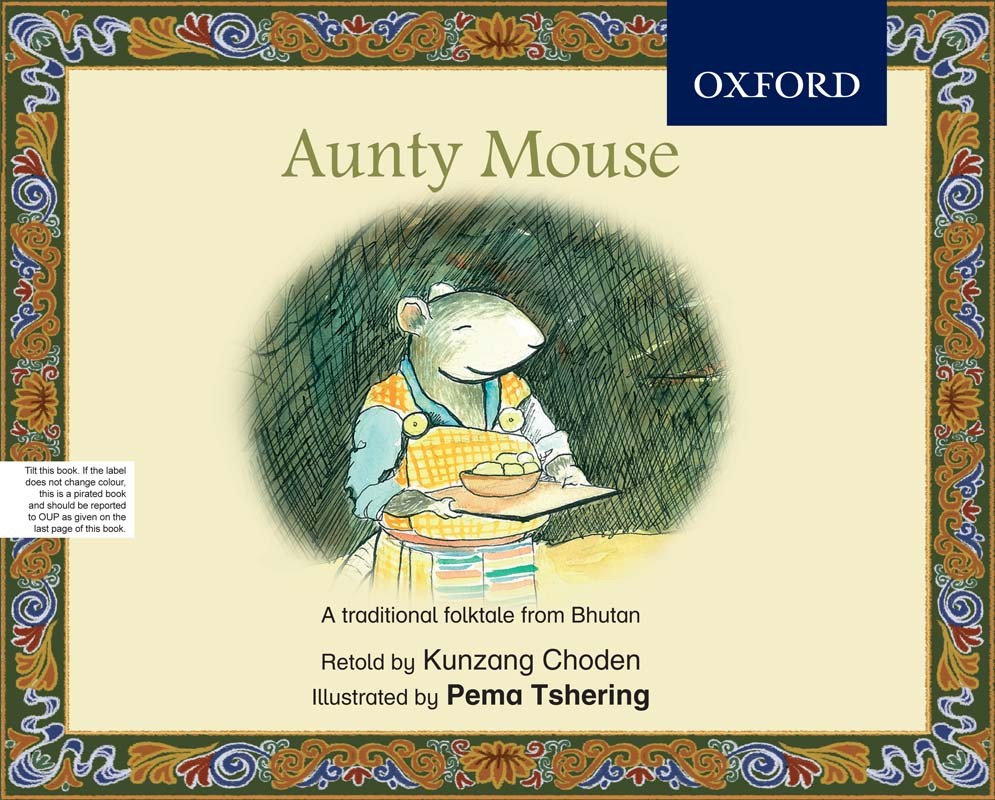 OXFORD
Aunty Mouse
Tilt this book. If the label
does not change colour,
this is a pirated book
and should be reported
to OUP as given on the
last page of this book.
A traditional folktale from Bhutan
Retold by Kunzang Choden
Illustrated by Pema Tshering